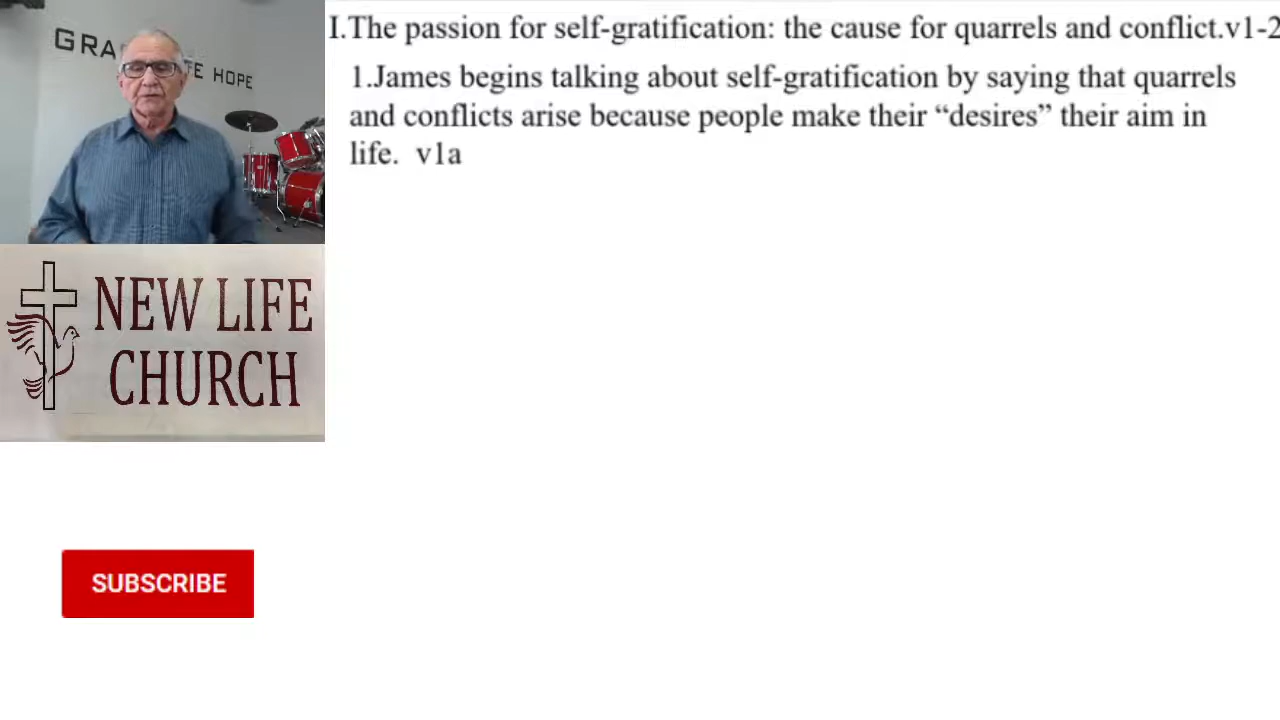 GRA
FE HOPE
I.The passion for self-gratification: the cause for quarrels and conflict.v1-2
1.James begins talking about self-gratification by saying that quarrels
and conflicts arise because people make their “desires” their aim in
life.  v1a
NEW LIFE
CHURCH
SUBSCRIBE